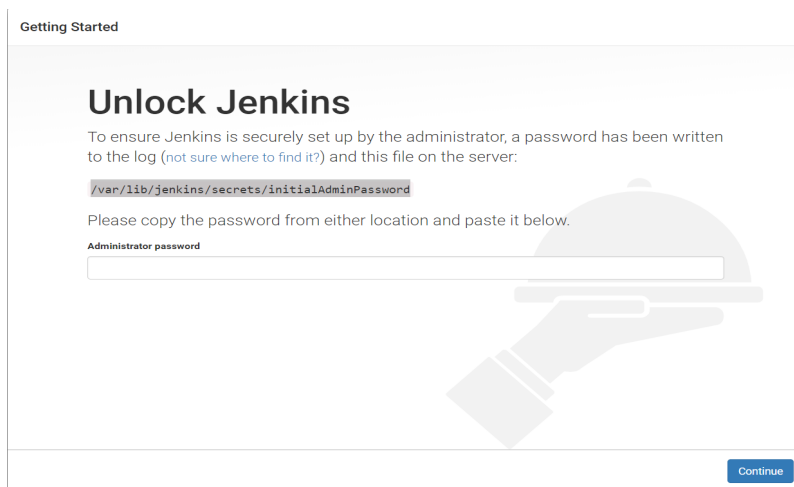 Getting Started
Unlock Jenkins
To ensure Jenkins is securely set up by the administrator, a password has been written
to the log (not sure where to find it?) and this file on the server:
/var/lib/jenkins/secrets/initialAdminPassword
Please copy the password from either location and paste it below.
Administrator password
Continue